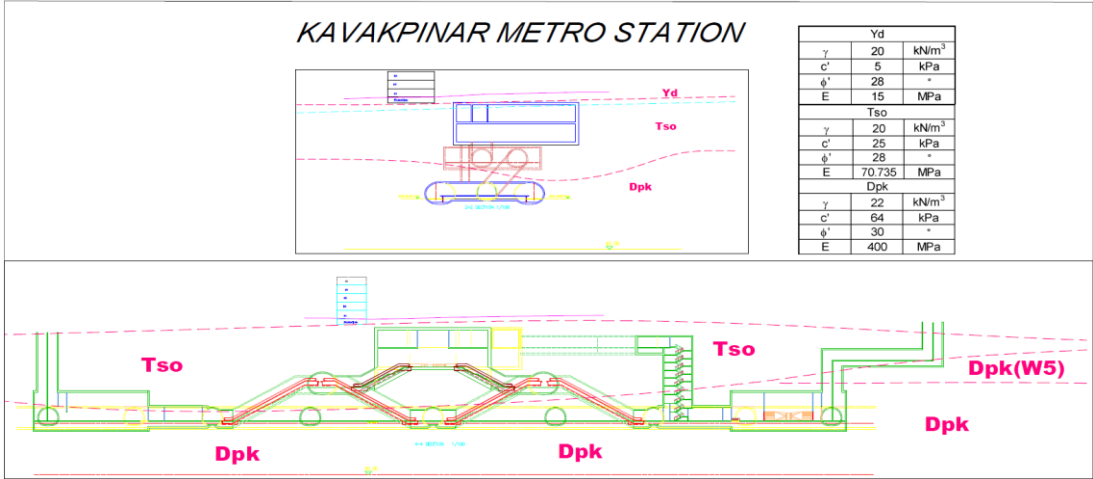 KAVAKPINAR METRO STATION
Yd
Tso
Dpk
Yd
γ 20 kN/m³
c' 5 kPa
ϕ' 28 °
E 15 MPa
Tso
γ 20 kN/m³
c' 25 kPa
ϕ' 28 °
E 70.735 MPa
Dpk
γ 22 kN/m³
c' 64 kPa
ϕ' 30 °
E 400 MPa
Tso
Tso
Dpk(W5)
Dpk
Dpk
Dpk